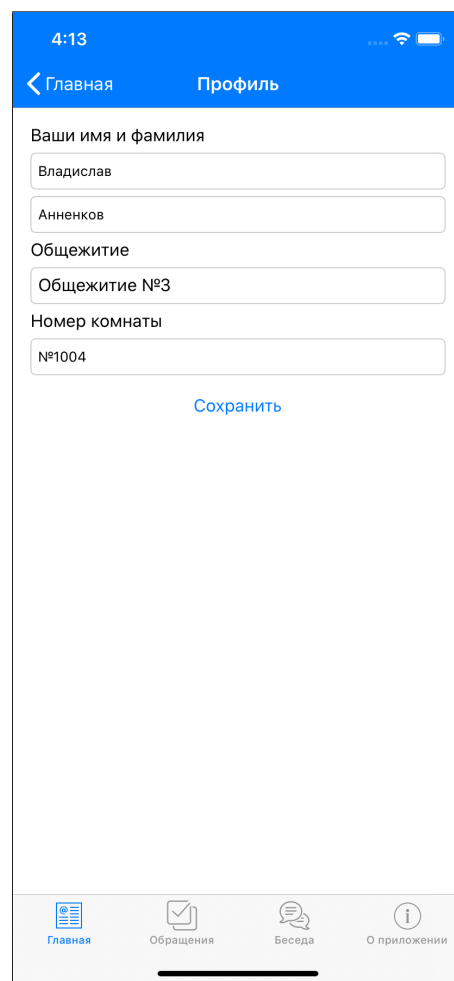 4:13
Главная Профиль
Ваши имя и фамилия
Владислав
Анненков
Общежитие
Общежитие №3
Номер комнаты
№1004
Сохранить
Главная Обращения Беседа О приложении